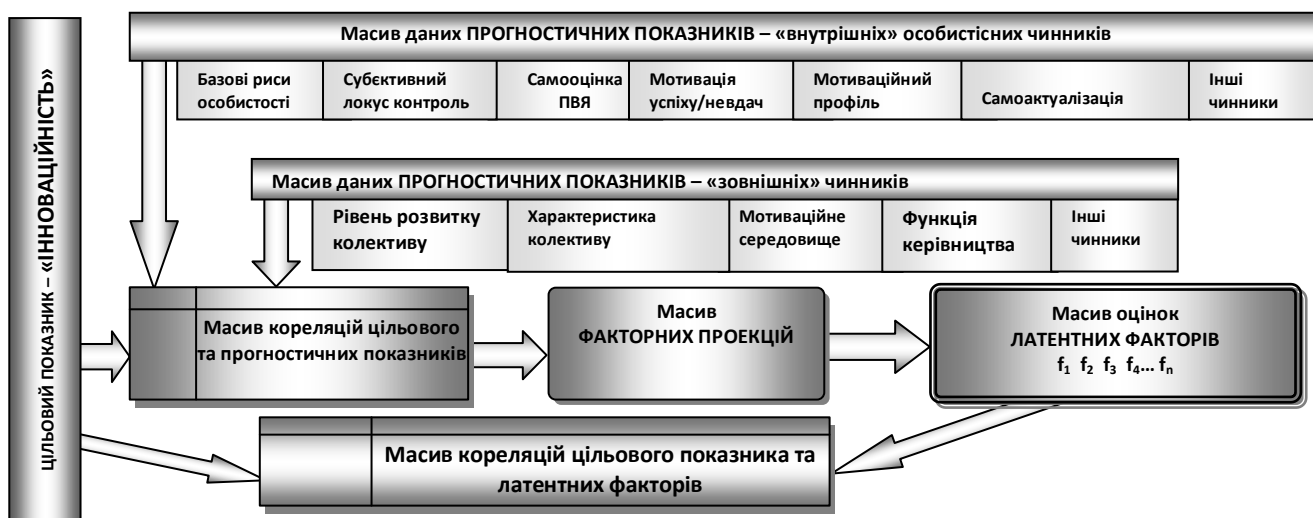 ЦІЛЬОВИЙ ПОКАЗНИК – «ІННОВАЦІЙНІСТЬ»
Масив даних ПРОГНОСТИЧНИХ ПОКАЗНИКІВ – «внутрішніх» особистісних чинників
Базові риси
особистості
Субєктивний
локус контроль
Самооцінка
ПВЯ
Мотивація
успіху/невдач
Мотиваційний
профіль
Самоактуалізація
Інші
чинники
Масив даних ПРОГНОСТИЧНИХ ПОКАЗНИКІВ – «зовнішніх» чинників
Рівень розвитку
колективу
Характеристика
колективу
Мотиваційне
середовище
Функція
керівництва
Інші
чинники
Масив кореляцій цільового
та прогностичних показників
Масив
ФАКТОРНИХ ПРОЕКЦІЙ
Масив оцінок
ЛАТЕНТНИХ ФАКТОРІВ
f₁ f₂ f₃ f₄... fₙ
Масив кореляцій цільового показника та
латентних факторів